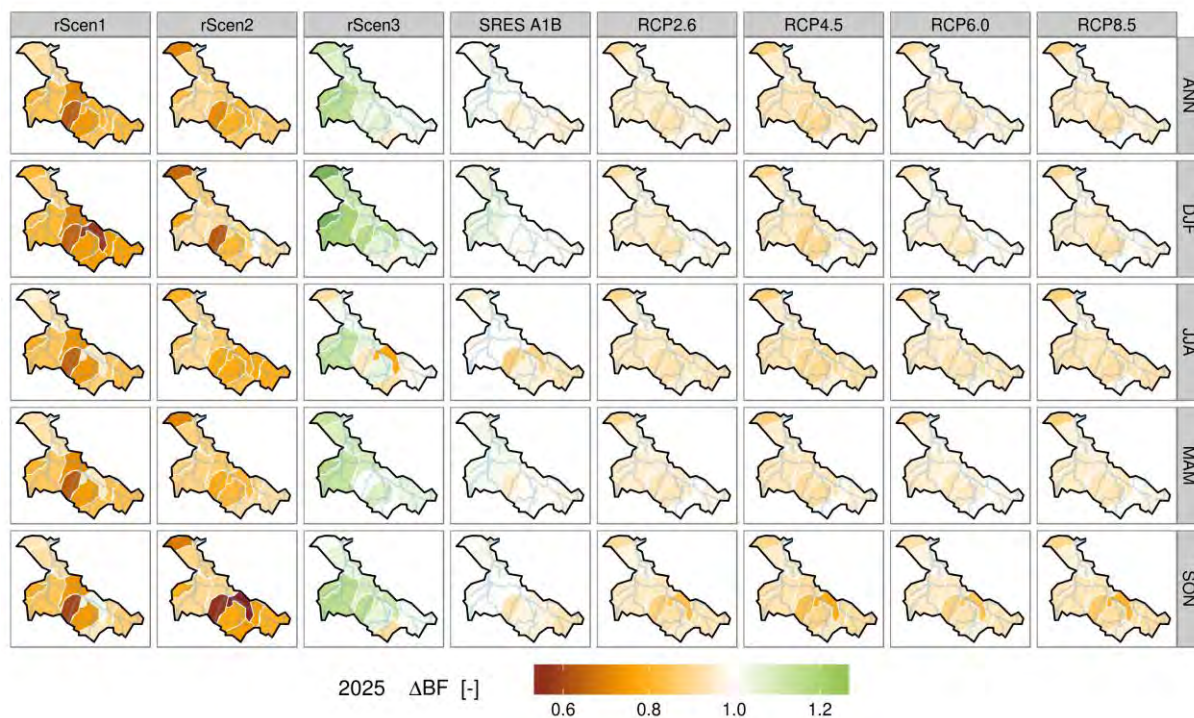 rScen1 rScen2 rScen3 SRES A1B RCP2.6 RCP4.5 RCP6.0 RCP8.5
ANN
DJF
JJA
MAM
SON
2025 ΔBF [-]
0.6 0.8 1.0 1.2